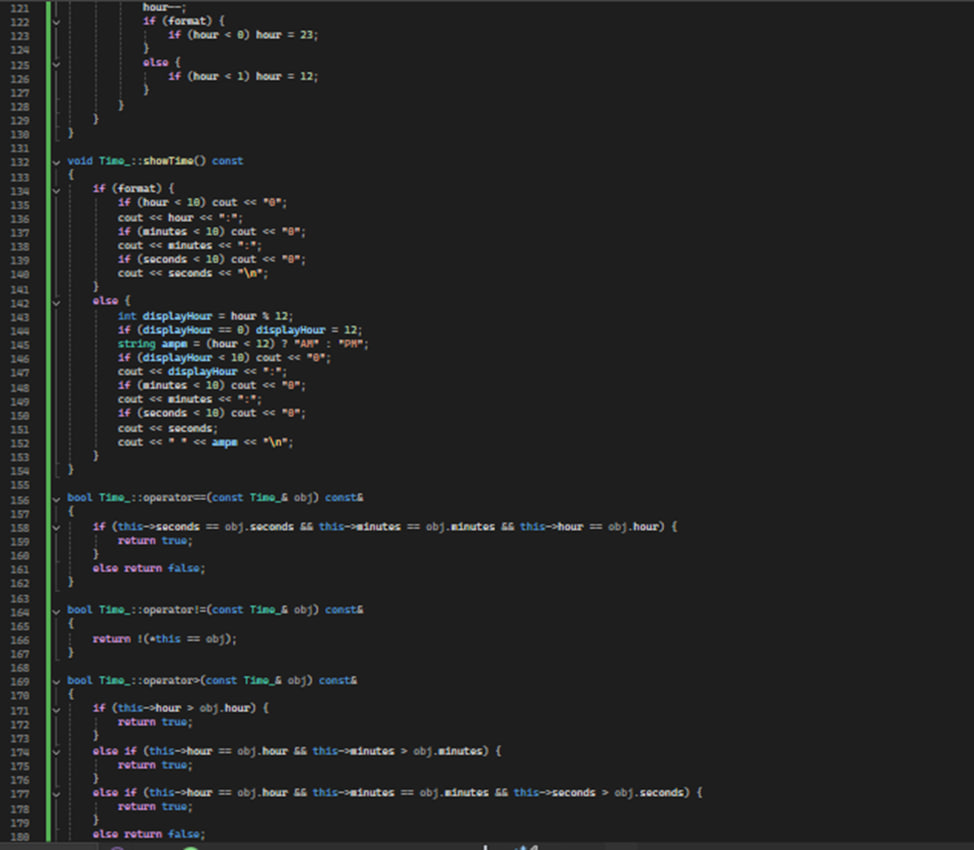 121 hour--;
122 if (format) {
123 if (hour < 0) hour = 23;
124 }
125 else {
126 if (hour < 1) hour = 12;
127 }
128 }
129 }
130 }
131
132 void Time_::showTime() const
133 {
134 if (format) {
135 if (hour < 10) cout << "0";
136 cout << hour << ":";
137 if (minutes < 10) cout << "0";
138 cout << minutes << ":";
139 if (seconds < 10) cout << "0";
140 cout << seconds << "\n";
141 }
142 else {
143 int displayHour = hour % 12;
144 if (displayHour == 0) displayHour = 12;
145 string ampm = (hour < 12) ? "AM" : "PM";
146 if (displayHour < 10) cout << "0";
147 cout << displayHour << ":";
148 if (minutes < 10) cout << "0";
149 cout << minutes << ":";
150 if (seconds < 10) cout << "0";
151 cout << seconds;
152 cout << " " << ampm << "\n";
153 }
154 }
155
156 bool Time_::operator==(const Time_& obj) const&
157 {
158 if (this->seconds == obj.seconds && this->minutes == obj.minutes && this->hour == obj.hour) {
159 return true;
160 }
161 else return false;
162 }
163
164 bool Time_::operator!=(const Time_& obj) const&
165 {
166 return !(*this == obj);
167 }
168
169 bool Time_::operator>(const Time_& obj) const&
170 {
171 if (this->hour > obj.hour) {
172 return true;
173 }
174 else if (this->hour == obj.hour && this->minutes > obj.minutes) {
175 return true;
176 }
177 else if (this->hour == obj.hour && this->minutes == obj.minutes && this->seconds > obj.seconds) {
178 return true;
179 }
180 else return false;